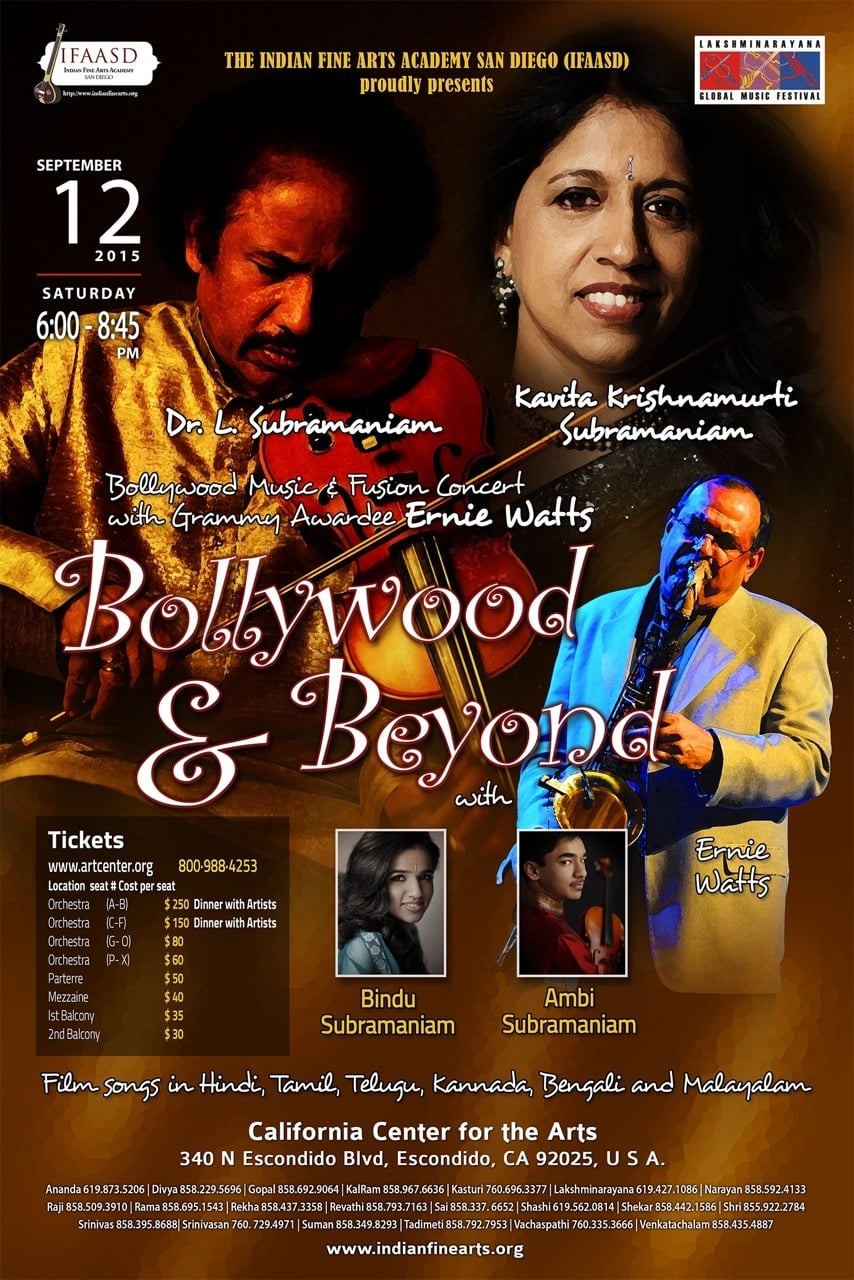 IFAASD
INDIAN FINE ARTS ACADEMY
SAN DIEGO
http://www.indianfinearts.org
THE INDIAN FINE ARTS ACADEMY SAN DIEGO (IFAASD)
proudly presents
LAKSHMINARAYANA
GLOBAL MUSIC FESTIVAL
SEPTEMBER
12
2015
SATURDAY
6:00 - 8:45
PM
Dr. L. Subramaniam
Kavita Krishnamurti
Subramaniam
Bollywood Music & Fusion Concert
with Grammy Awardee Ernie Watts
Bollywood
& Beyond
with
Ernie
Watts
Tickets
www.artcenter.org 800-988-4253
Location seat # Cost per seat
Orchestra (A-B) $ 250 Dinner with Artists
Orchestra (C-F) $ 150 Dinner with Artists
Orchestra (G- O) $ 80
Orchestra (P- X) $ 60
Parterre $ 50
Mezzaine $ 40
Ist Balcony $ 35
2nd Balcony $ 30
Bindu
Subramaniam
Ambi
Subramaniam
Film songs in Hindi, Tamil, Telugu, Kannada, Bengali and Malayalam
California Center for the Arts
340 N Escondido Blvd, Escondido, CA 92025, U S A.
Ananda 619.873.5206 | Divya 858.229.5696 | Gopal 858.692.9064 | KalRam 858.967.6636 | Kasturi 760.696.3377 | Lakshminarayana 619.427.1086 | Narayan 858.592.4133
Raji 858.509.3910 | Rama 858.695.1543 | Rekha 858.437.3358 | Revathi 858.793.7163 | Sai 858.337. 6652 | Shashi 619.562.0814 | Shekar 858.442.1586 | Shri 855.922.2784
Srinivas 858.395.8688| Srinivasan 760. 729.4971 | Suman 858.349.8293 | Tadimeti 858.792.7953 | Vachaspathi 760.335.3666 | Venkatachalam 858.435.4887
www.indianfinearts.org